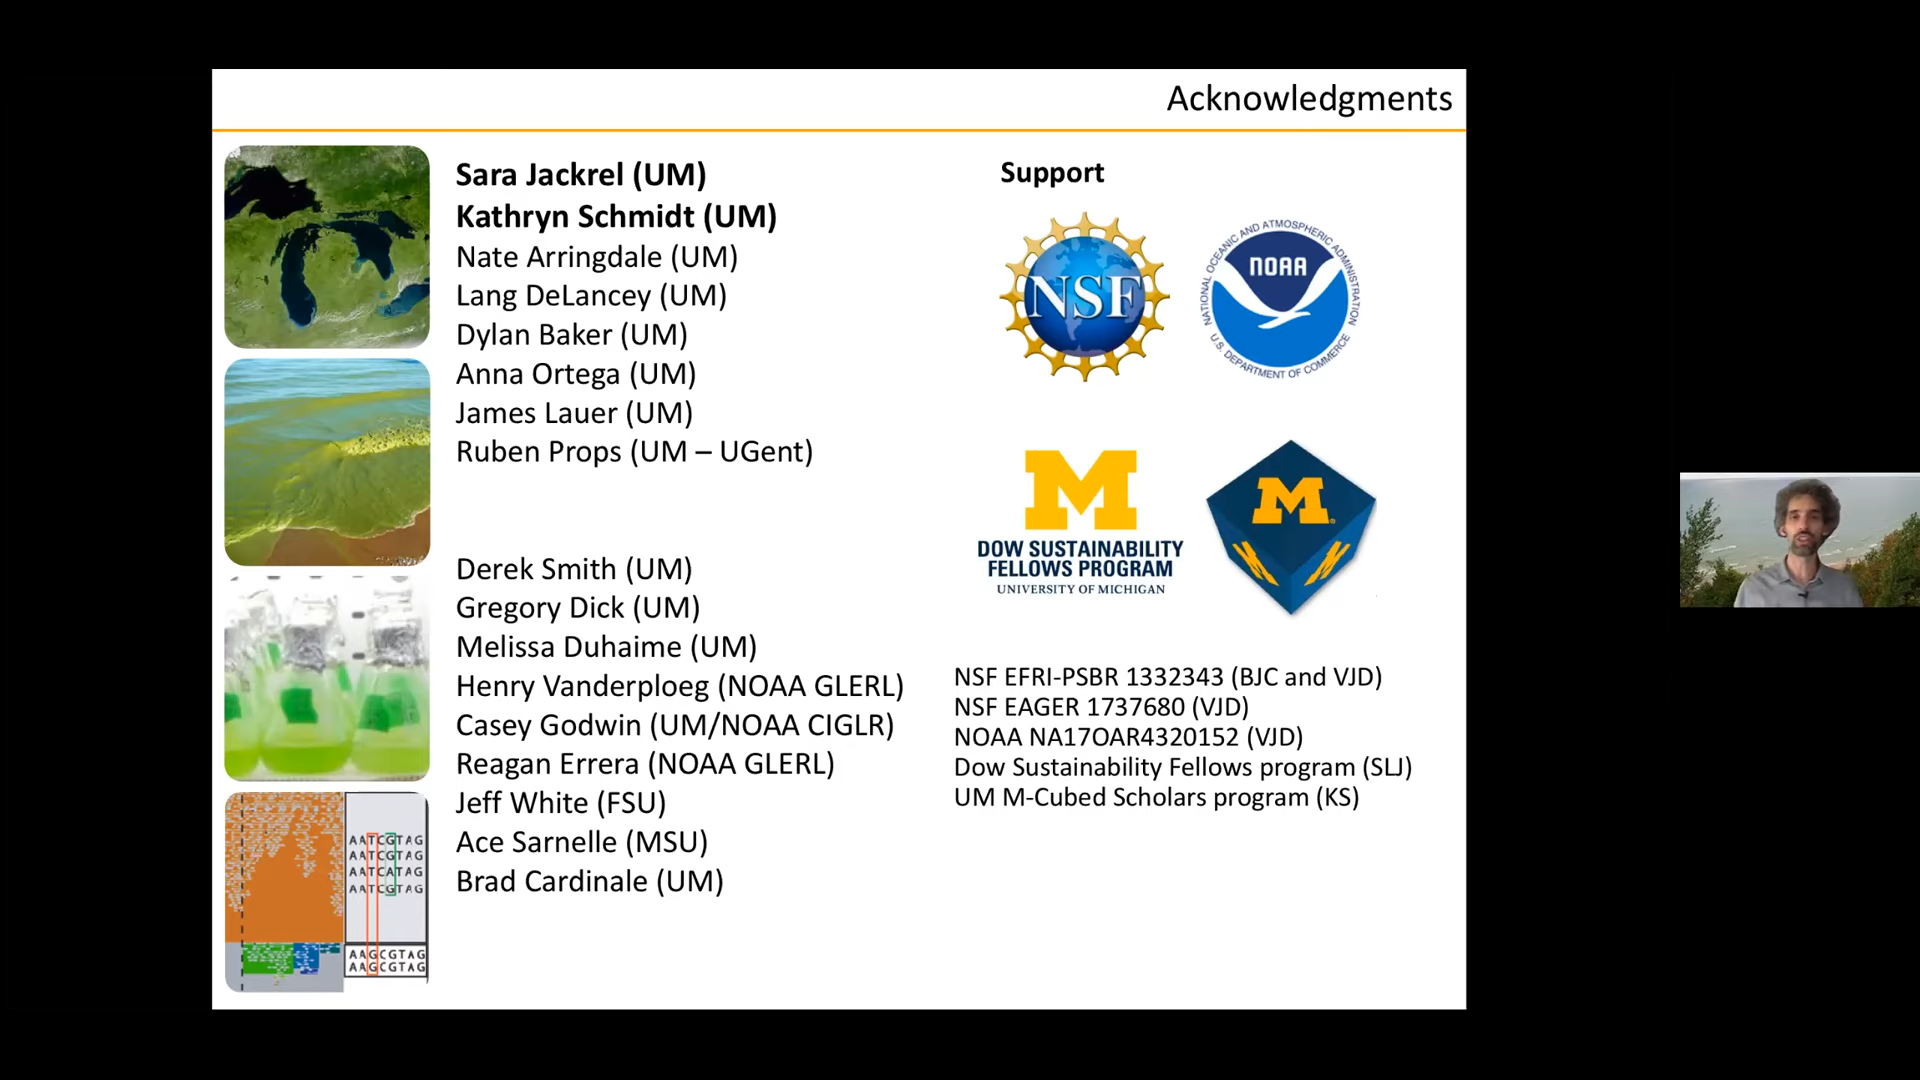 Acknowledgments
Sara Jackrel (UM)
Kathryn Schmidt (UM)
Nate Arringdale (UM)
Lang DeLancey (UM)
Dylan Baker (UM)
Anna Ortega (UM)
James Lauer (UM)
Ruben Props (UM – UGent)
Derek Smith (UM)
Gregory Dick (UM)
Melissa Duhaime (UM)
Henry Vanderploeg (NOAA GLERL)
Casey Godwin (UM/NOAA CIGLR)
Reagan Errera (NOAA GLERL)
Jeff White (FSU)
Ace Sarnelle (MSU)
Brad Cardinale (UM)
AATCGTAG
AATCGTAG
AATCATAG
AATCGTAG
AAGCGTAG
AAGCGTAG
Support
NSF
NATIONAL OCEANIC AND ATMOSPHERIC ADMINISTRATION
NOAA
U.S. DEPARTMENT OF COMMERCE
M
DOW SUSTAINABILITY
FELLOWS PROGRAM
UNIVERSITY OF MICHIGAN
M
M
M
NSF EFRI-PSBR 1332343 (BJC and VJD)
NSF EAGER 1737680 (VJD)
NOAA NA17OAR4320152 (VJD)
Dow Sustainability Fellows program (SLJ)
UM M-Cubed Scholars program (KS)